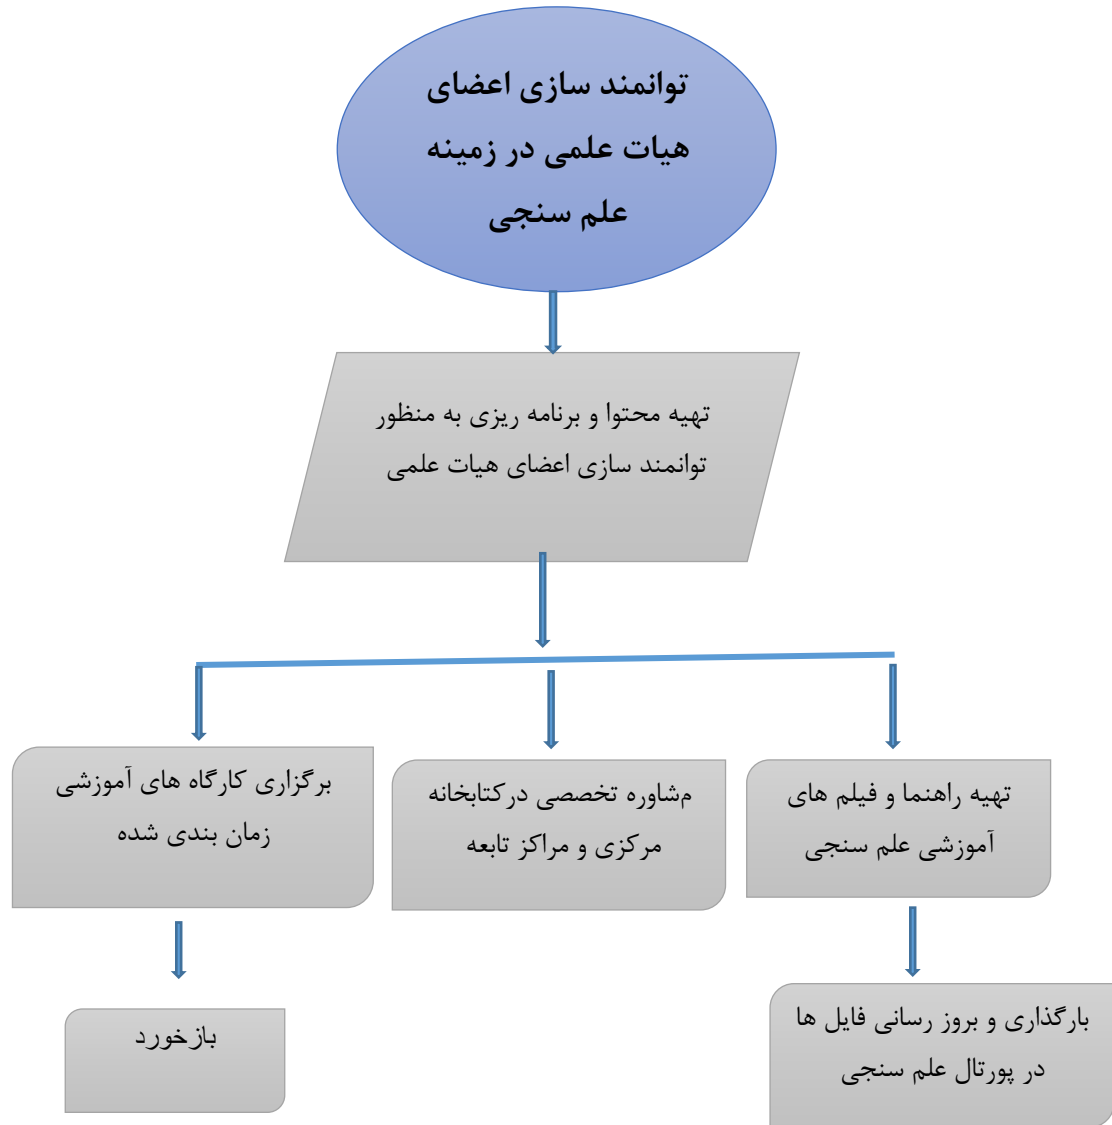 توانمند سازی اعضای
هیات علمی در زمینه
علم سنجی
تهیه محتوا و برنامه ریزی به منظور
توانمند سازی اعضای هیات علمی
تهیه راهنما و فیلم های
آموزشی علم سنجی
مشاوره تخصصی درکتابخانه
مرکزی و مراکز تابعه
برگزاری کارگاه های آموزشی
زمان بندی شده
بارگذاری و بروز رسانی فایل ها
در پورتال علم سنجی
بازخورد